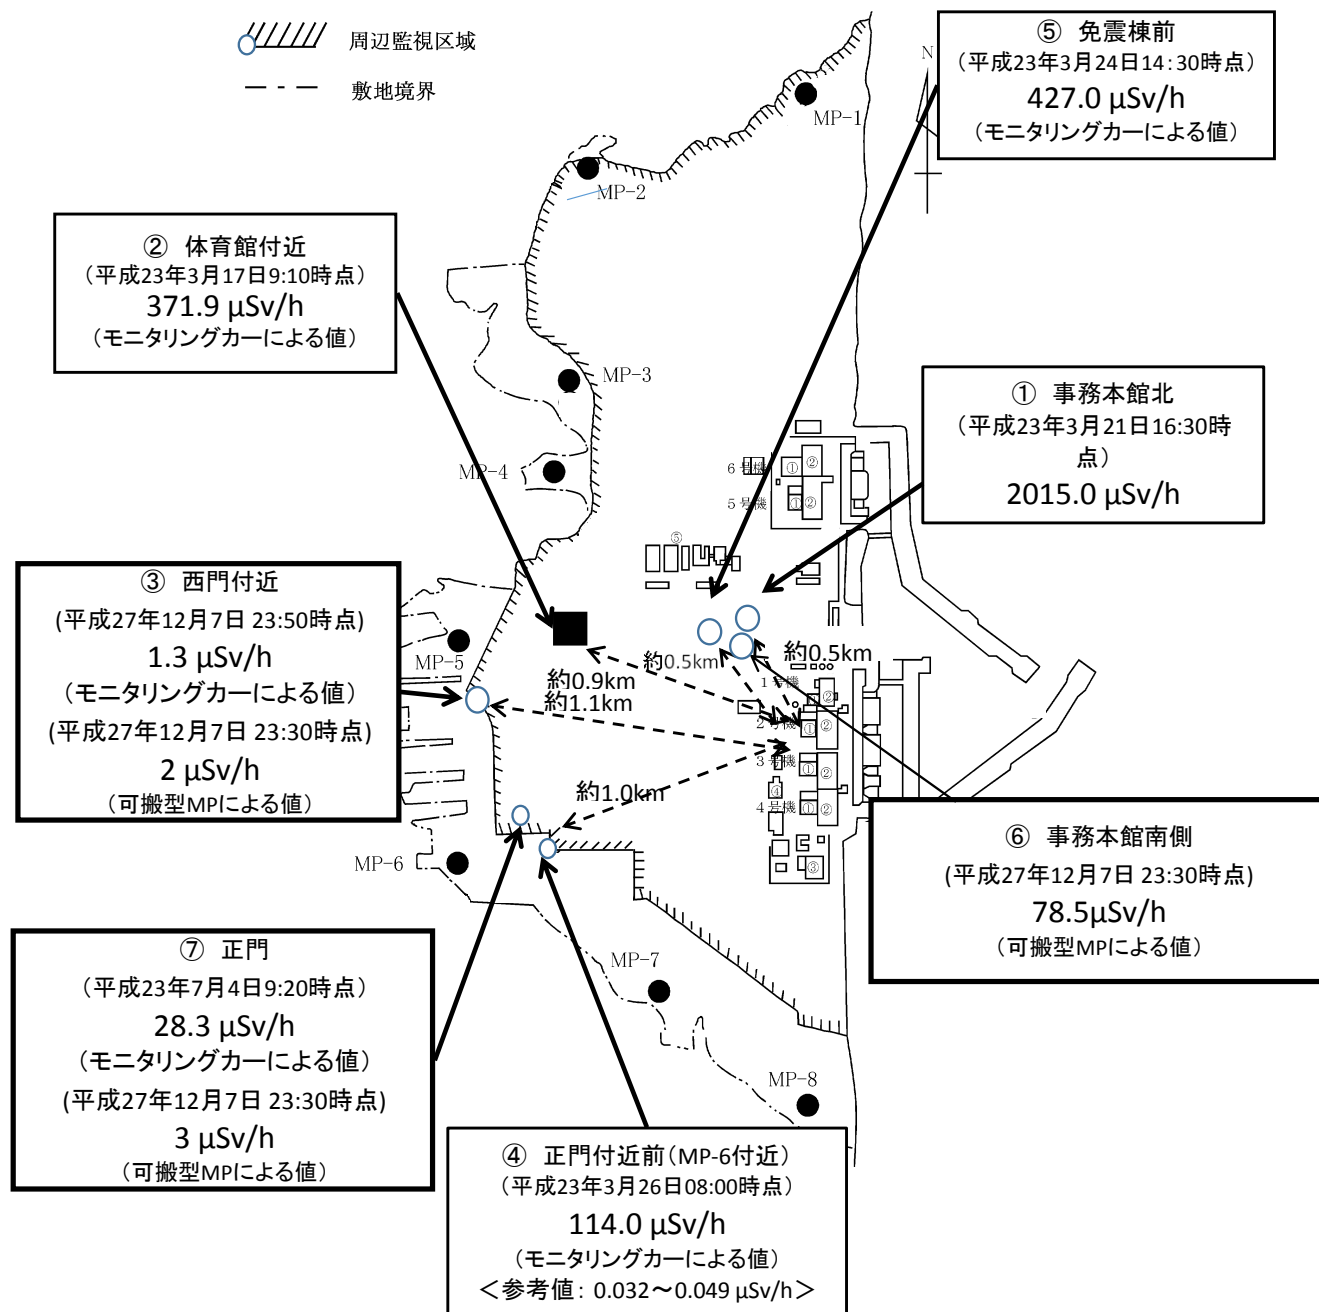 周辺監視区域
敷地境界
⑤ 免震棟前
(平成23年3月24日14:30時点)
427.0 μSv/h
(モニタリングカーによる値)
N
MP-1
MP-2
② 体育館付近
(平成23年3月17日9:10時点)
371.9 μSv/h
(モニタリングカーによる値)
MP-3
① 事務本館北
(平成23年3月21日16:30時
点)
2015.0 μSv/h
MP-4
6号機
① ②
5号機
① ②
⑤
③ 西門付近
(平成27年12月7日 23:50時点)
1.3 μSv/h
(モニタリングカーによる値)
(平成27年12月7日 23:30時点)
2 μSv/h
(可搬型MPによる値)
MP-5
約0.5km
約0.5km
約0.9km
約1.1km
1号機
②
2号機
① ②
3号機
① ②
④
4号機
① ②
③
約1.0km
MP-6
⑥ 事務本館南側
(平成27年12月7日 23:30時点)
78.5μSv/h
(可搬型MPによる値)
⑦ 正門
(平成23年7月4日9:20時点)
28.3 μSv/h
(モニタリングカーによる値)
(平成27年12月7日 23:30時点)
3 μSv/h
(可搬型MPによる値)
MP-7
MP-8
④ 正門付近前(MP-6付近)
(平成23年3月26日08:00時点)
114.0 μSv/h
(モニタリングカーによる値)
<参考値: 0.032~0.049 μSv/h>